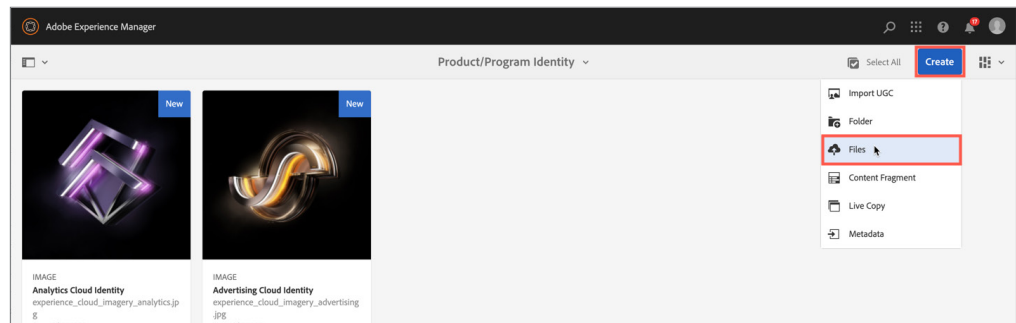 Adobe Experience Manager
17
Product/Program Identity
Select All
Create
Import UGC
Folder
Files
Content Fragment
Live Copy
Metadata
New
New
IMAGE
Analytics Cloud Identity
experience_cloud_imagery_analytics.jp
g
IMAGE
Advertising Cloud Identity
experience_cloud_imagery_advertising
.jpg